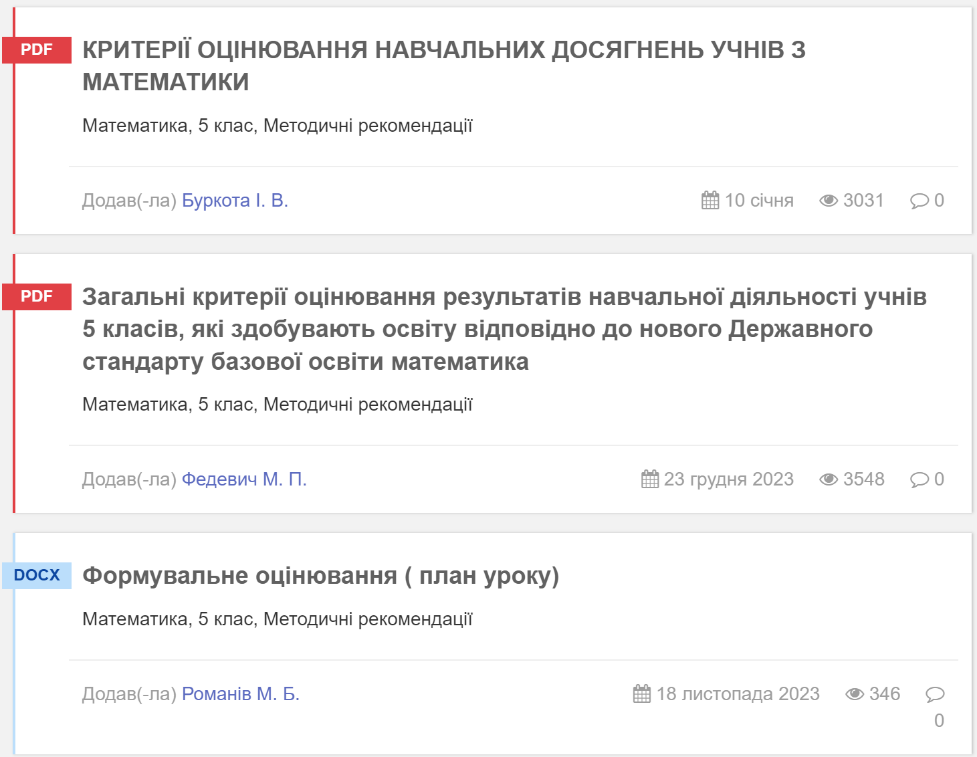 PDF
КРИТЕРІЇ ОЦІНЮВАННЯ НАВЧАЛЬНИХ ДОСЯГНЕНЬ УЧНІВ З
МАТЕМАТИКИ
Математика, 5 клас, Методичні рекомендації
Додав(-ла) Буркота І. В. 10 січня 3031 0
PDF
Загальні критерії оцінювання результатів навчальної діяльності учнів
5 класів, які здобувають освіту відповідно до нового Державного
стандарту базової освіти математика
Математика, 5 клас, Методичні рекомендації
Додав(-ла) Федевич М. П. 23 грудня 2023 3548 0
DOCX
Формувальне оцінювання ( план уроку)
Математика, 5 клас, Методичні рекомендації
Додав(-ла) Романів М. Б. 18 листопада 2023 346
0